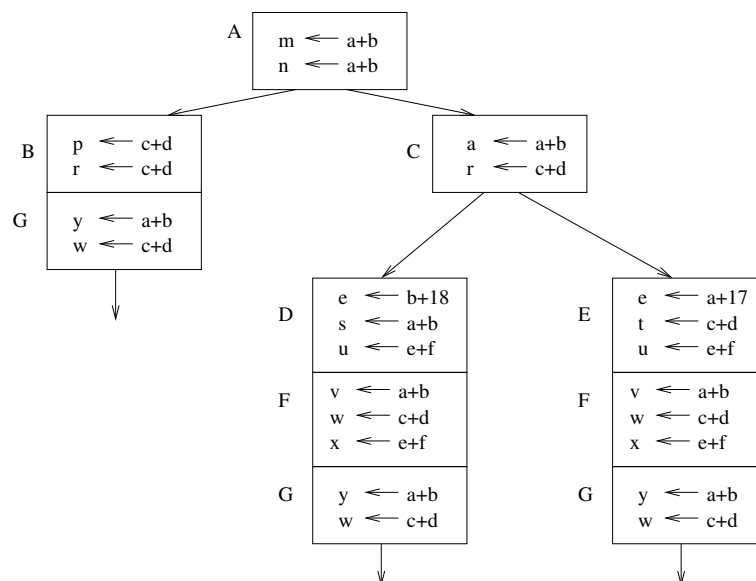 A
m ← a+b
n ← a+b
B
p ← c+d
r ← c+d
C
a ← a+b
r ← c+d
G
y ← a+b
w ← c+d
D
e ← b+18
s ← a+b
u ← e+f
E
e ← a+17
t ← c+d
u ← e+f
F
v ← a+b
w ← c+d
x ← e+f
F
v ← a+b
w ← c+d
x ← e+f
G
y ← a+b
w ← c+d
G
y ← a+b
w ← c+d